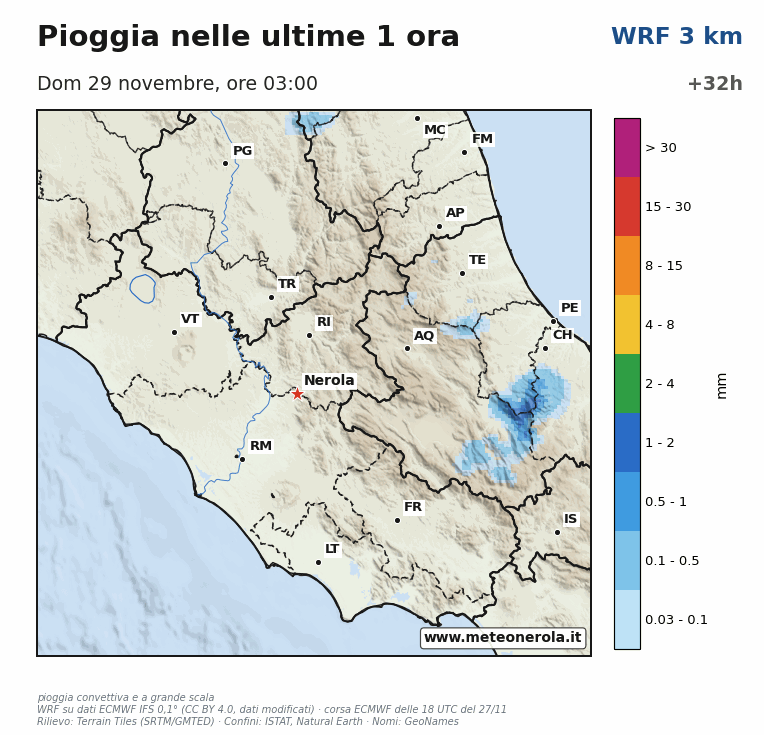 Pioggia nelle ultime 1 ora
WRF 3 km
Dom 29 novembre, ore 03:00
+32h
MC
FM
PG
AP
TE
TR
PE
VT
RI
AQ
CH
Nerola
RM
FR
IS
LT
www.meteonerola.it
> 30
15 - 30
8 - 15
4 - 8
2 - 4
1 - 2
0.5 - 1
0.1 - 0.5
0.03 - 0.1
mm
pioggia convettiva e a grande scala
WRF su dati ECMWF IFS 0,1° (CC BY 4.0, dati modificati) · corsa ECMWF delle 18 UTC del 27/11
Rilievo: Terrain Tiles (SRTM/GMTED) · Confini: ISTAT, Natural Earth · Nomi: GeoNames